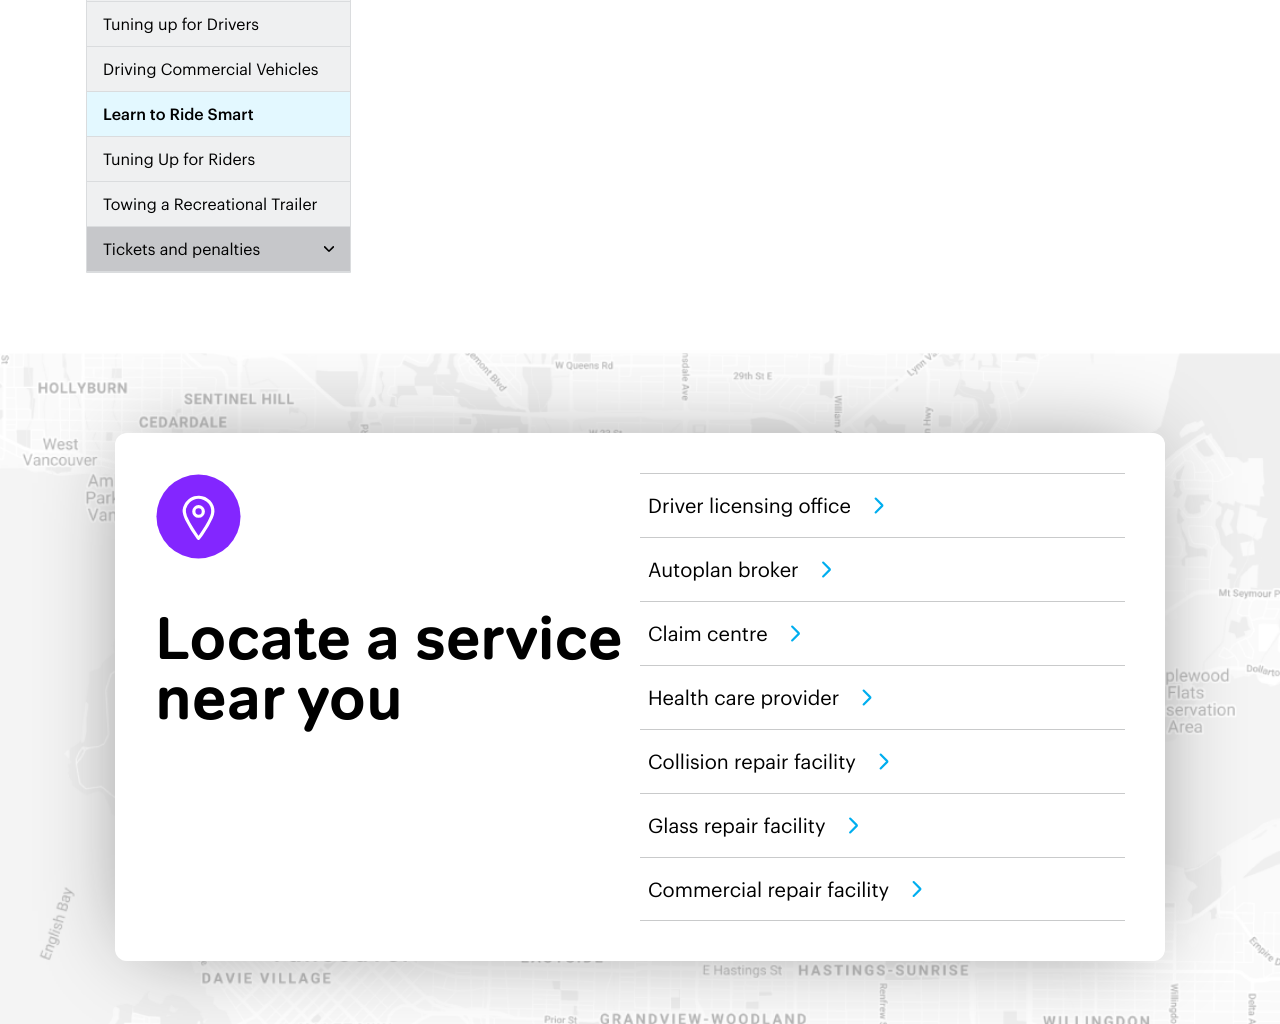 Tuning up for Drivers
Driving Commercial Vehicles
Learn to Ride Smart
Tuning Up for Riders
Towing a Recreational Trailer
Tickets and penalties
HOLLYBURN
SENTINEL HILL
CEDARDALE
West
Vancouver
W Queens Rd
29th St E
Locate a service
near you
Driver licensing office
Autoplan broker
Claim centre
Health care provider
Collision repair facility
Glass repair facility
Commercial repair facility
Mt Seymour P
plewood
Flats
servation
Area
English Bay
DAVIE VILLAGE
E Hastings St
HASTINGS-SUNRISE
Prior St
GRANDVIEW-WOODLAND
WILLINGDON